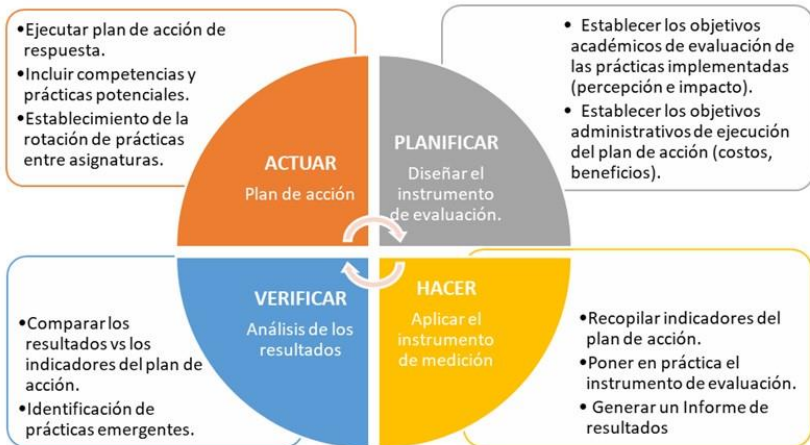 •Ejecutar plan de acción de
respuesta.
•Incluir competencias y
prácticas potenciales.
•Establecimiento de la
rotación de prácticas
entre asignaturas.
ACTUAR
Plan de acción
PLANIFICAR
Diseñar el
instrumento
de evaluación.
• Establecer los objetivos
académicos de evaluación de
las prácticas implementadas
(percepción e impacto).
• Establecer los objetivos
administrativos de ejecución
del plan de acción (costos,
beneficios).
•Comparar los
resultados vs los
indicadores del plan de
acción.
•Identificación de
prácticas emergentes.
VERIFICAR
Análisis de los
resultados
HACER
Aplicar el
instrumento
de medición
•Recopilar indicadores del
plan de acción.
•Poner en práctica el
instrumento de evaluación.
• Generar un Informe de
resultados